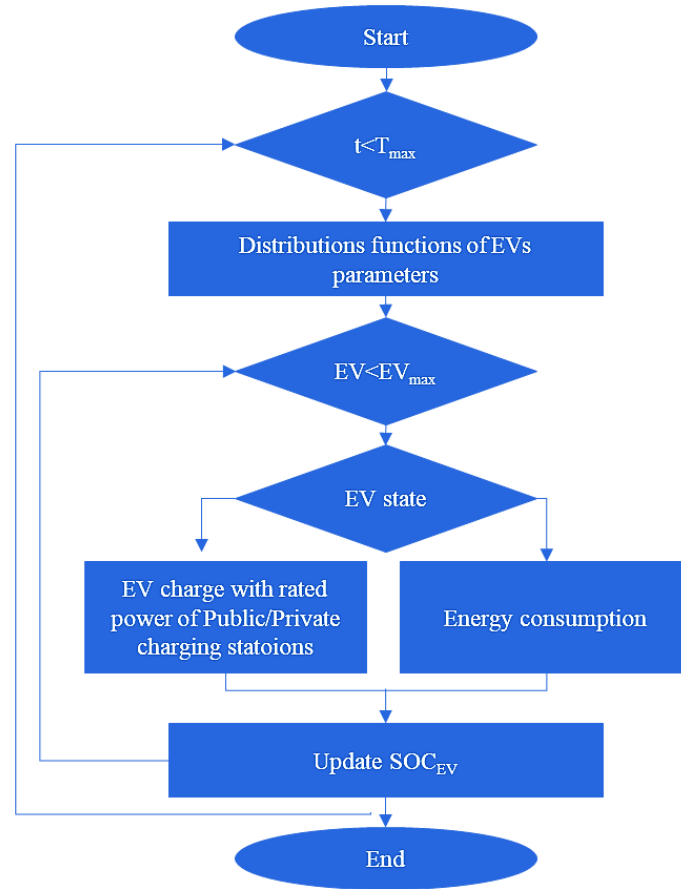 Start
t<Tmax
Distributions functions of EVs
parameters
EV<EVmax
EV state
EV charge with rated
power of Public/Private
charging statoions
Energy consumption
Update SOCEV
End